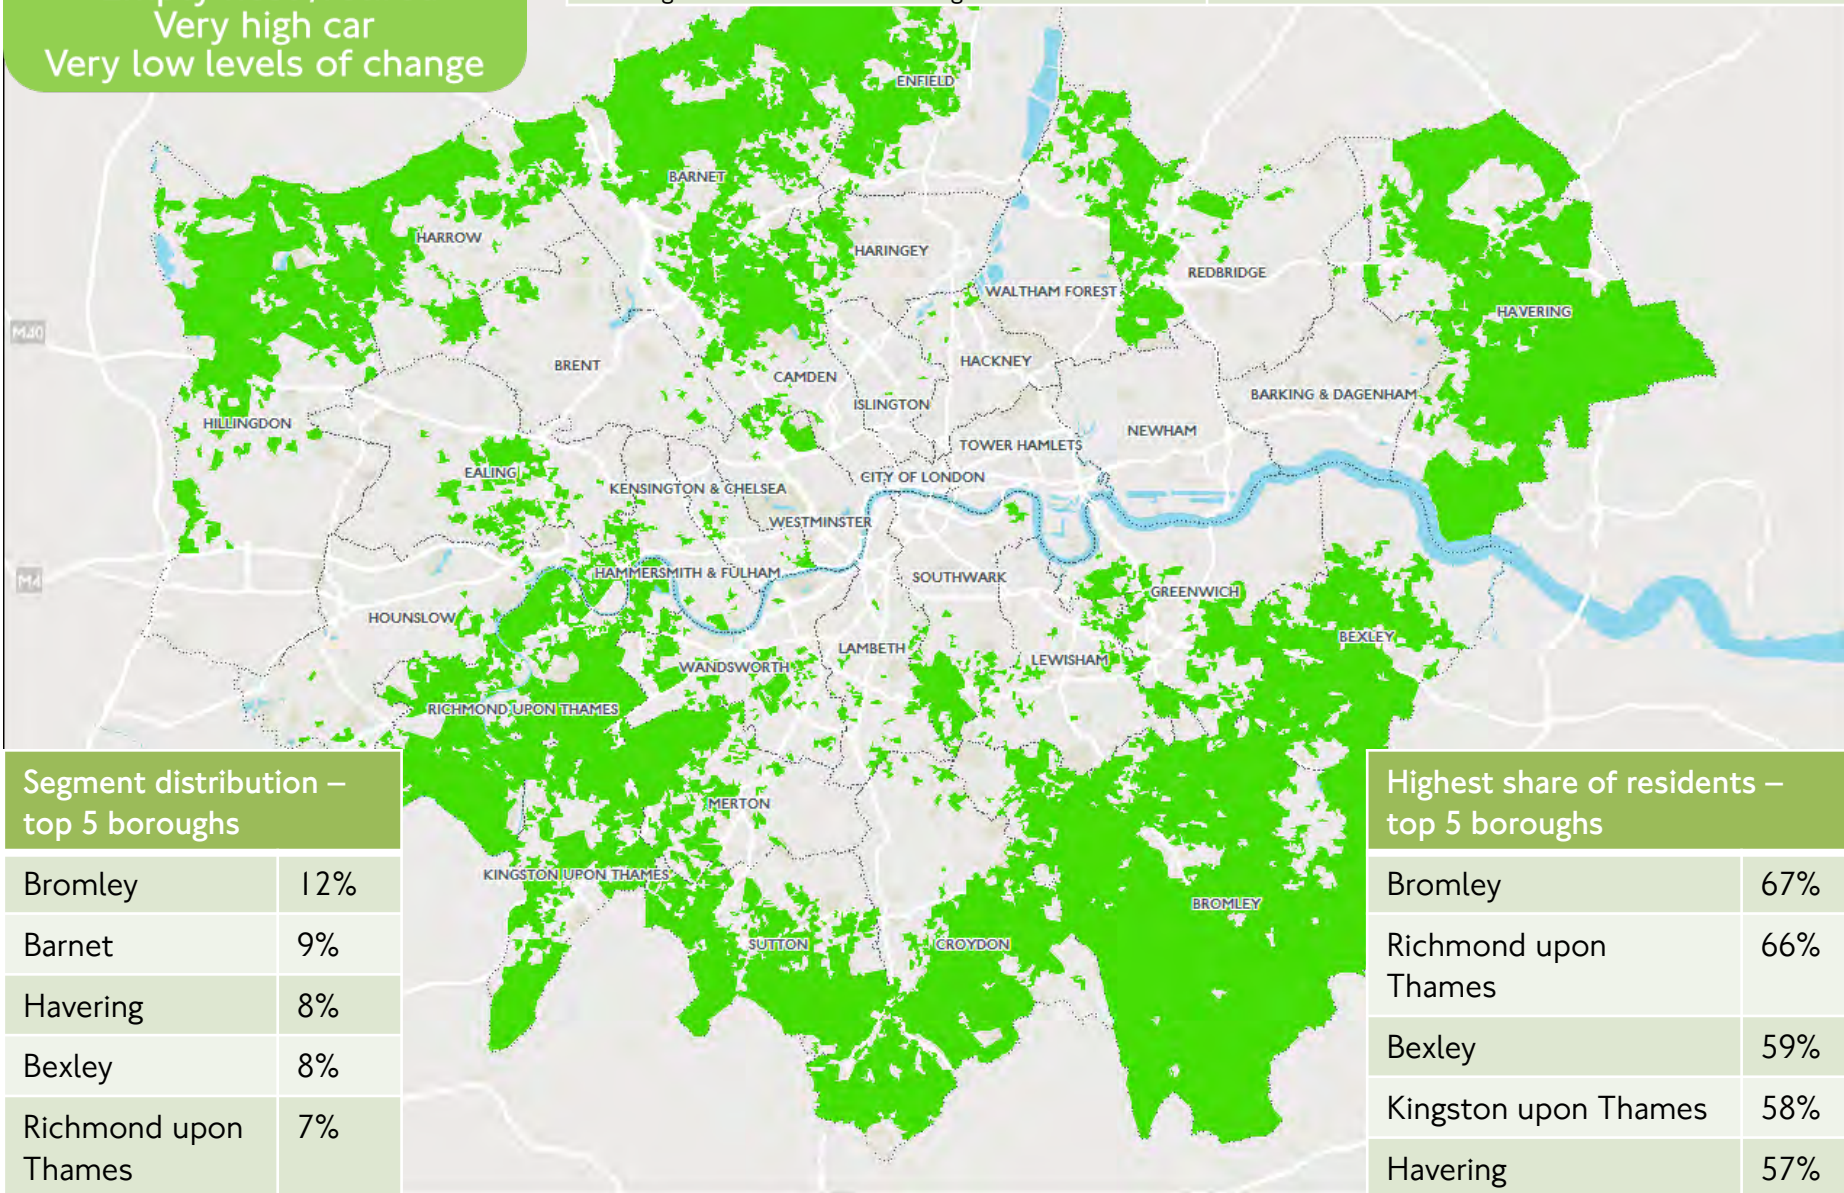 Very high car
Very low levels of change
ENFIELD
BARNET
HARROW
HARINGEY
WALTHAM FOREST
REDBRIDGE
HAVERING
M40
BRENT
CAMDEN
HACKNEY
ISLINGTON
BARKING & DAGENHAM
HILLINGDON
TOWER HAMLETS
NEWHAM
EALING
KENSINGTON & CHELSEA
CITY OF LONDON
WESTMINSTER
M4
HAMMERSMITH & FULHAM
SOUTHWARK
GREENWICH
HOUNSLOW
BEXLEY
LAMBETH
WANDSWORTH
LEWISHAM
RICHMOND UPON THAMES
MERTON
KINGSTON UPON THAMES
BROMLEY
SUTTON
CROYDON
Segment distribution –
top 5 boroughs
Bromley 12%
Barnet 9%
Havering 8%
Bexley 8%
Richmond upon 7%
Thames
Highest share of residents –
top 5 boroughs
Bromley 67%
Richmond upon 66%
Thames
Bexley 59%
Kingston upon Thames 58%
Havering 57%